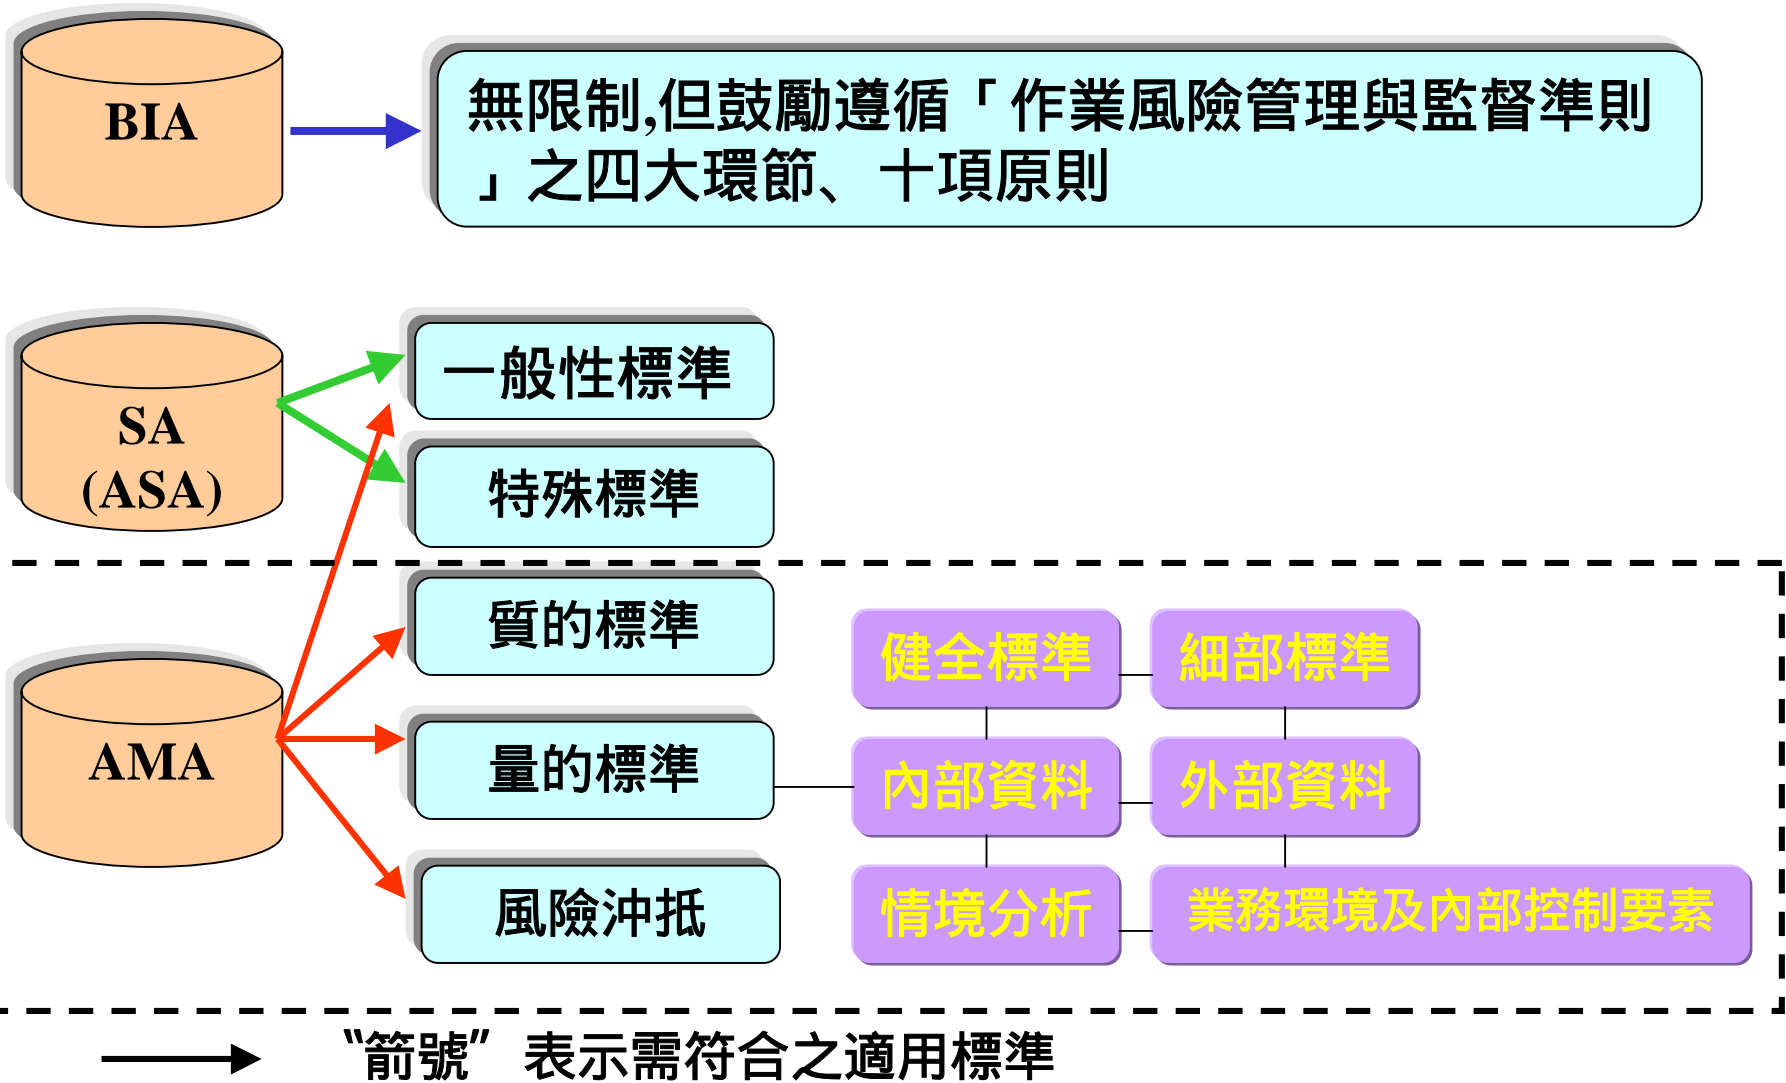 BIA
無限制,但鼓勵遵循「作業風險管理與監督準則
」之四大環節、十項原則
SA
(ASA)
一般性標準
特殊標準
AMA
質的標準
量的標準
風險沖抵
健全標準
細部標準
內部資料
外部資料
情境分析
業務環境及內部控制要素
〝箭號〞表示需符合之適用標準